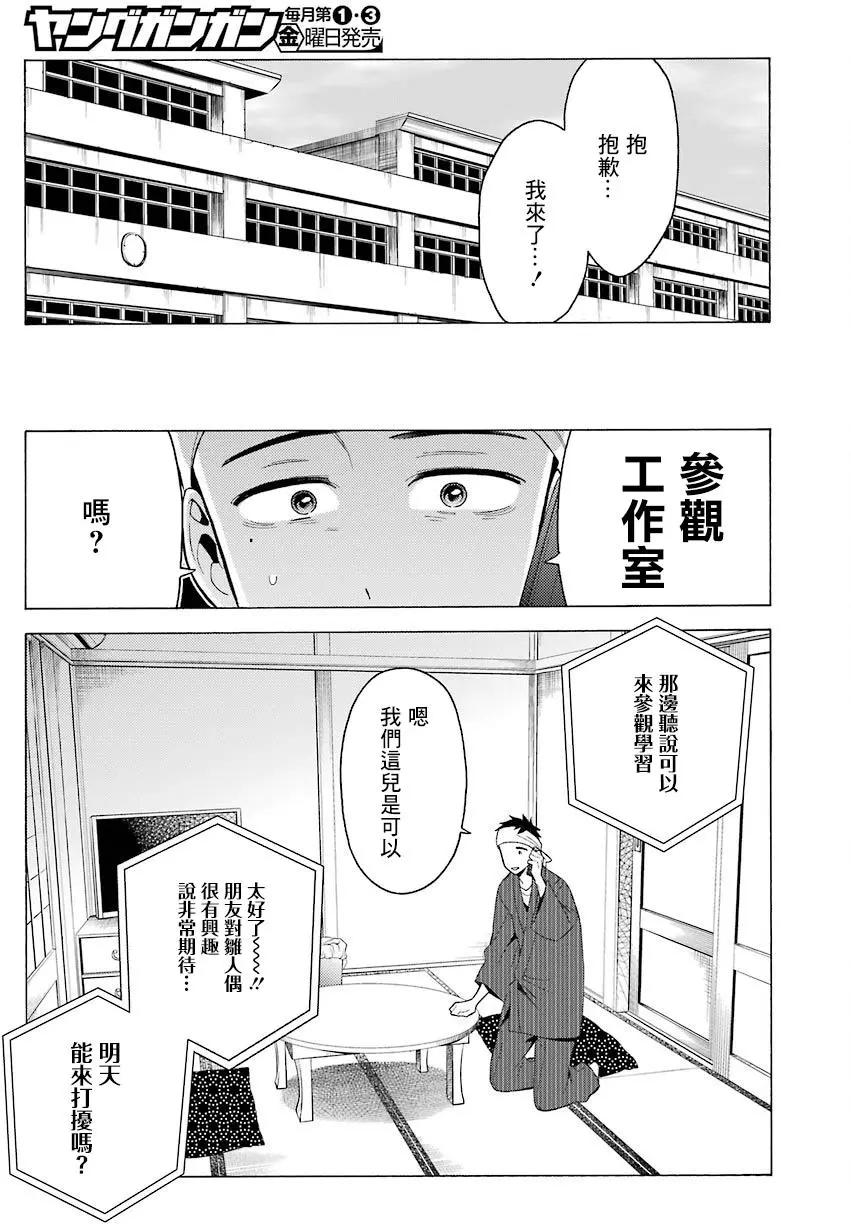 ヤングガンガン
毎月第①・③
金曜日発売
抱
抱歉…
我來了…！
參觀
工作室
嗎？
那邊聽說可以
來參觀學習
嗯
我們這兒是可以
太好了~~~!!
朋友對雛人偶
很有興趣
說非常期待…
明天
能來打擾嗎？